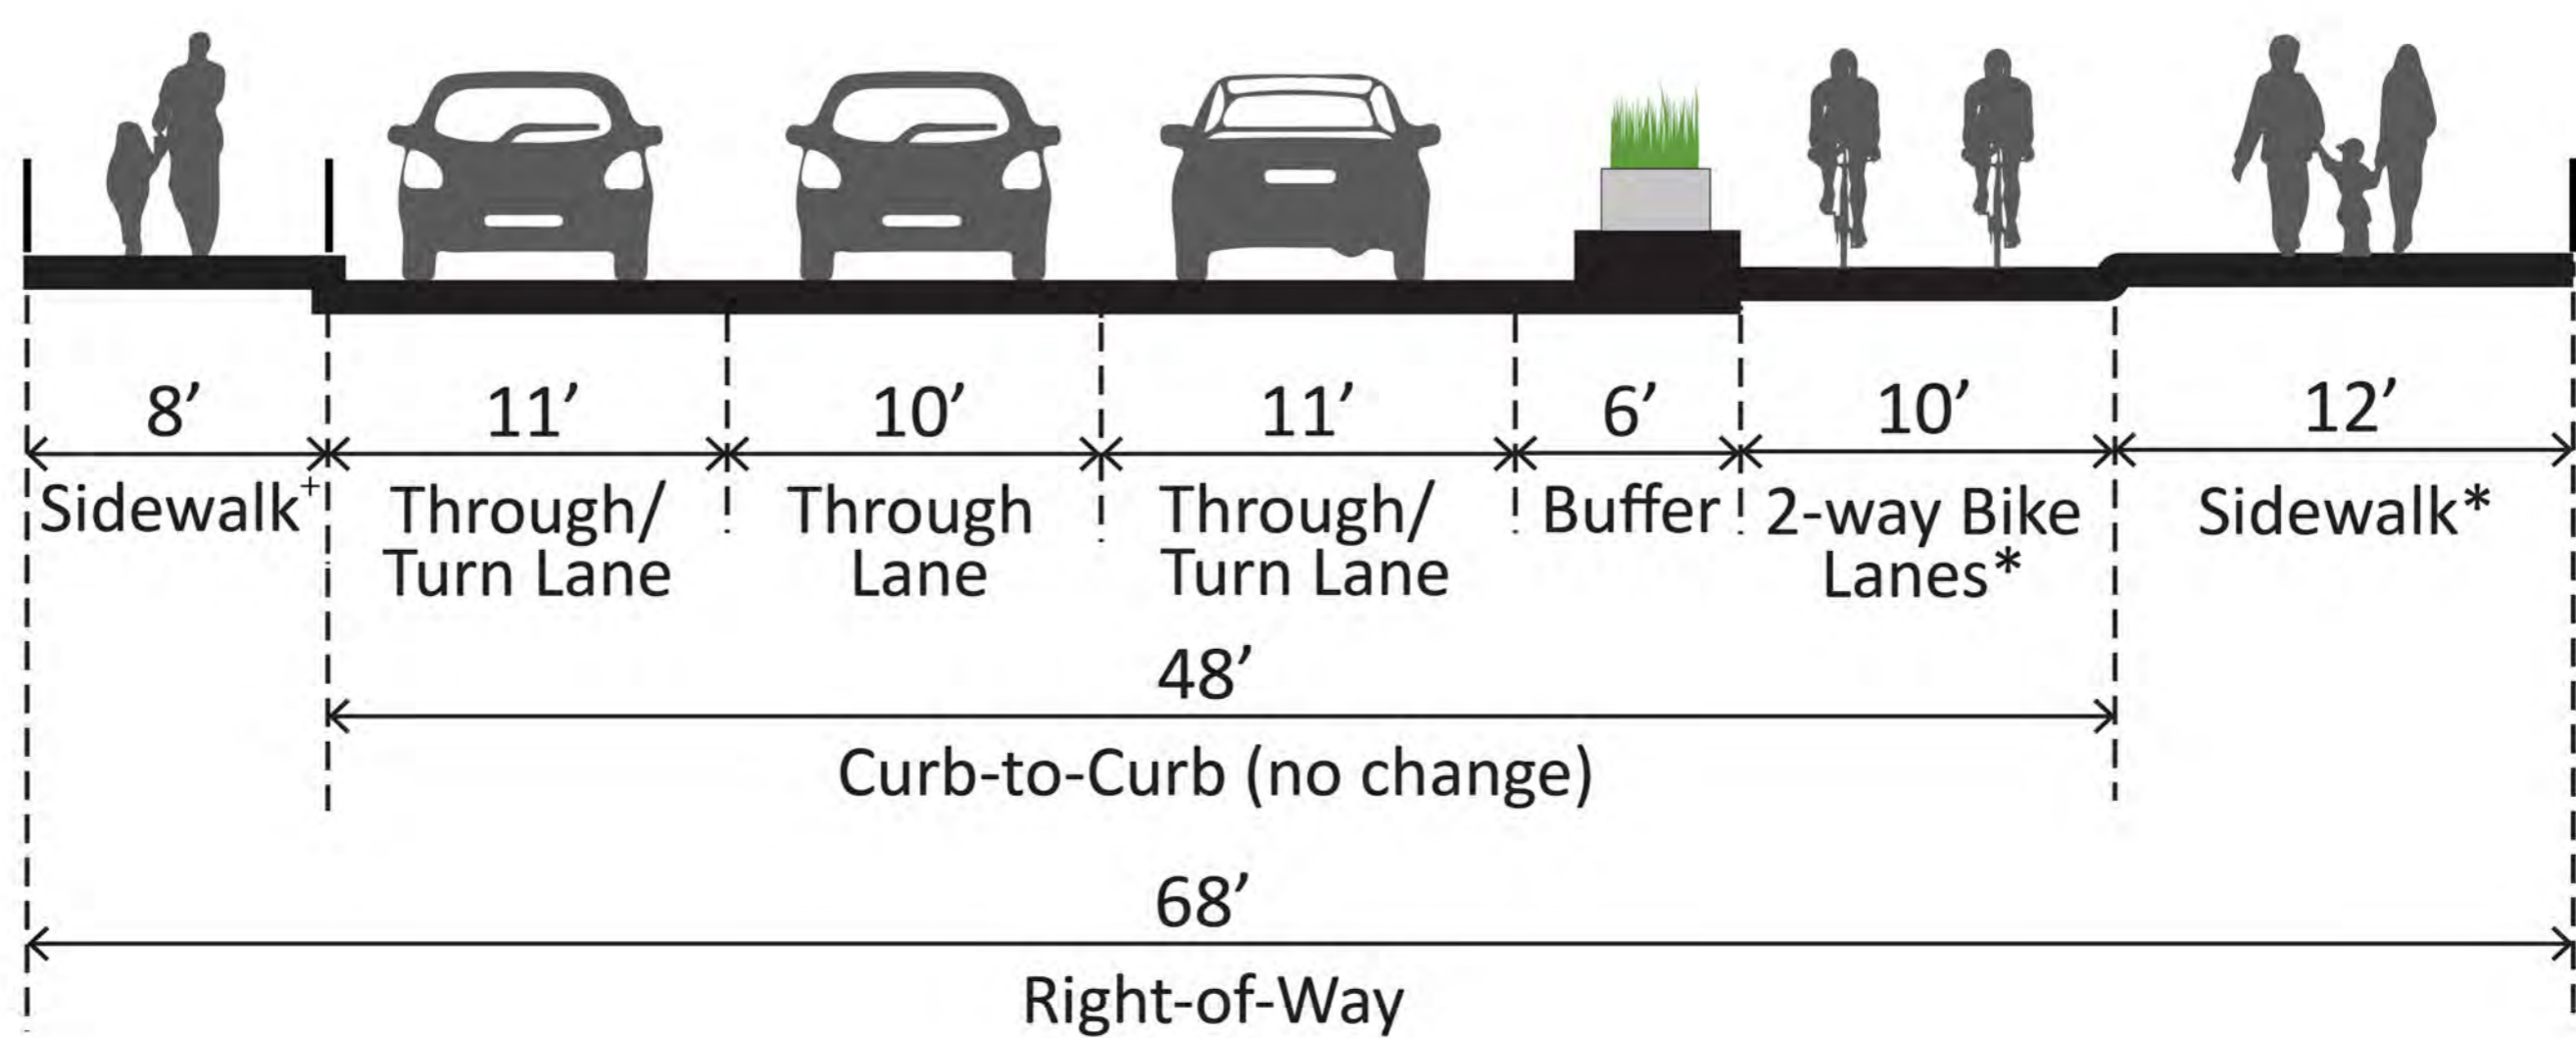 8’ 11’ 10’ 11’ 6’ 10’ 12’
Sidewalk+ Through/ Through Through/ Buffer 2-way Bike Sidewalk*
Turn Lane Lane Turn Lane Lanes*
48’
Curb-to-Curb (no change)
68’
Right-of-Way